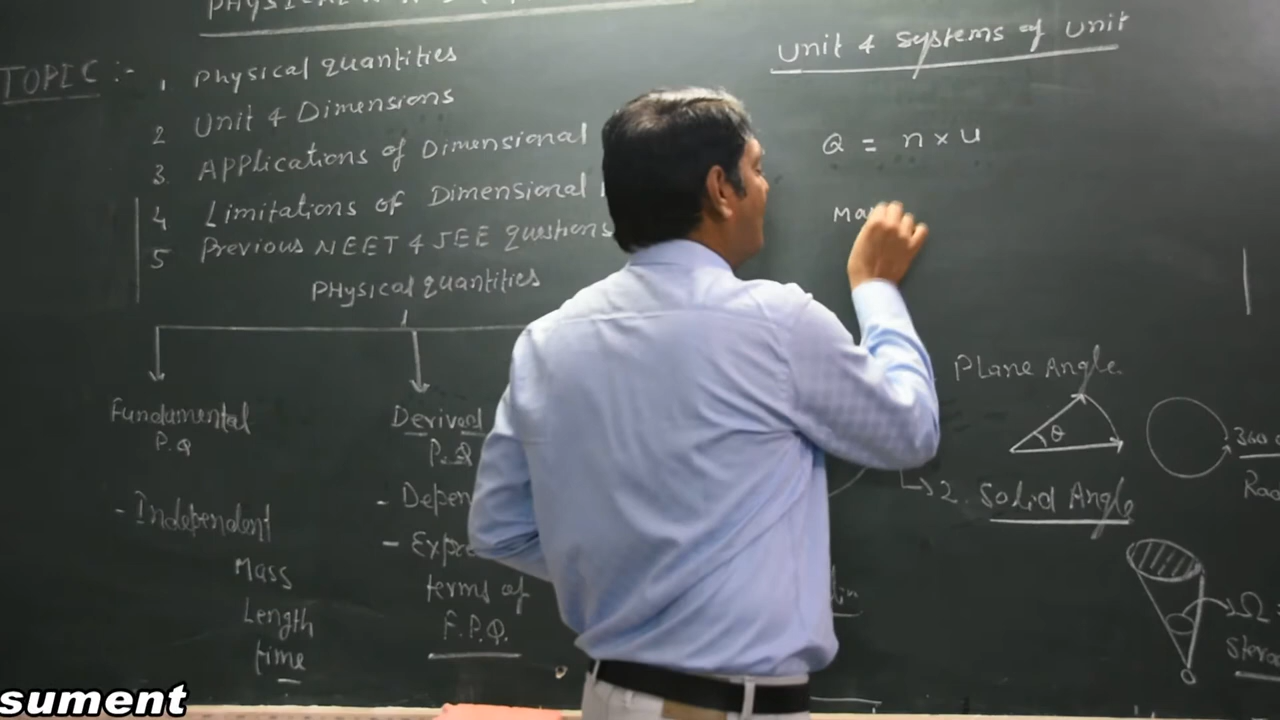 TOPIC :-
1 Physical quantities
2 Unit & Dimensions
3. Applications of Dimensional
4 Limitations of Dimensional
5 Previous NEET & JEE questions
PHysical quantities
Fundamental
P.Q
Derived
P.Q
- Independent
Mass
Length
time
terms of
F.P.Q.
Unit & Systems of Unit
Q = n × u
Plane Angle
θ
360
2. Solid Angle
Ω
sument